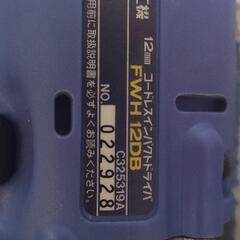 工機
12mm コードレスインパクトドライバ
FWH 12DB
C325319A
NO. 022928
用前に取扱説明書を必ずよくお読みください。